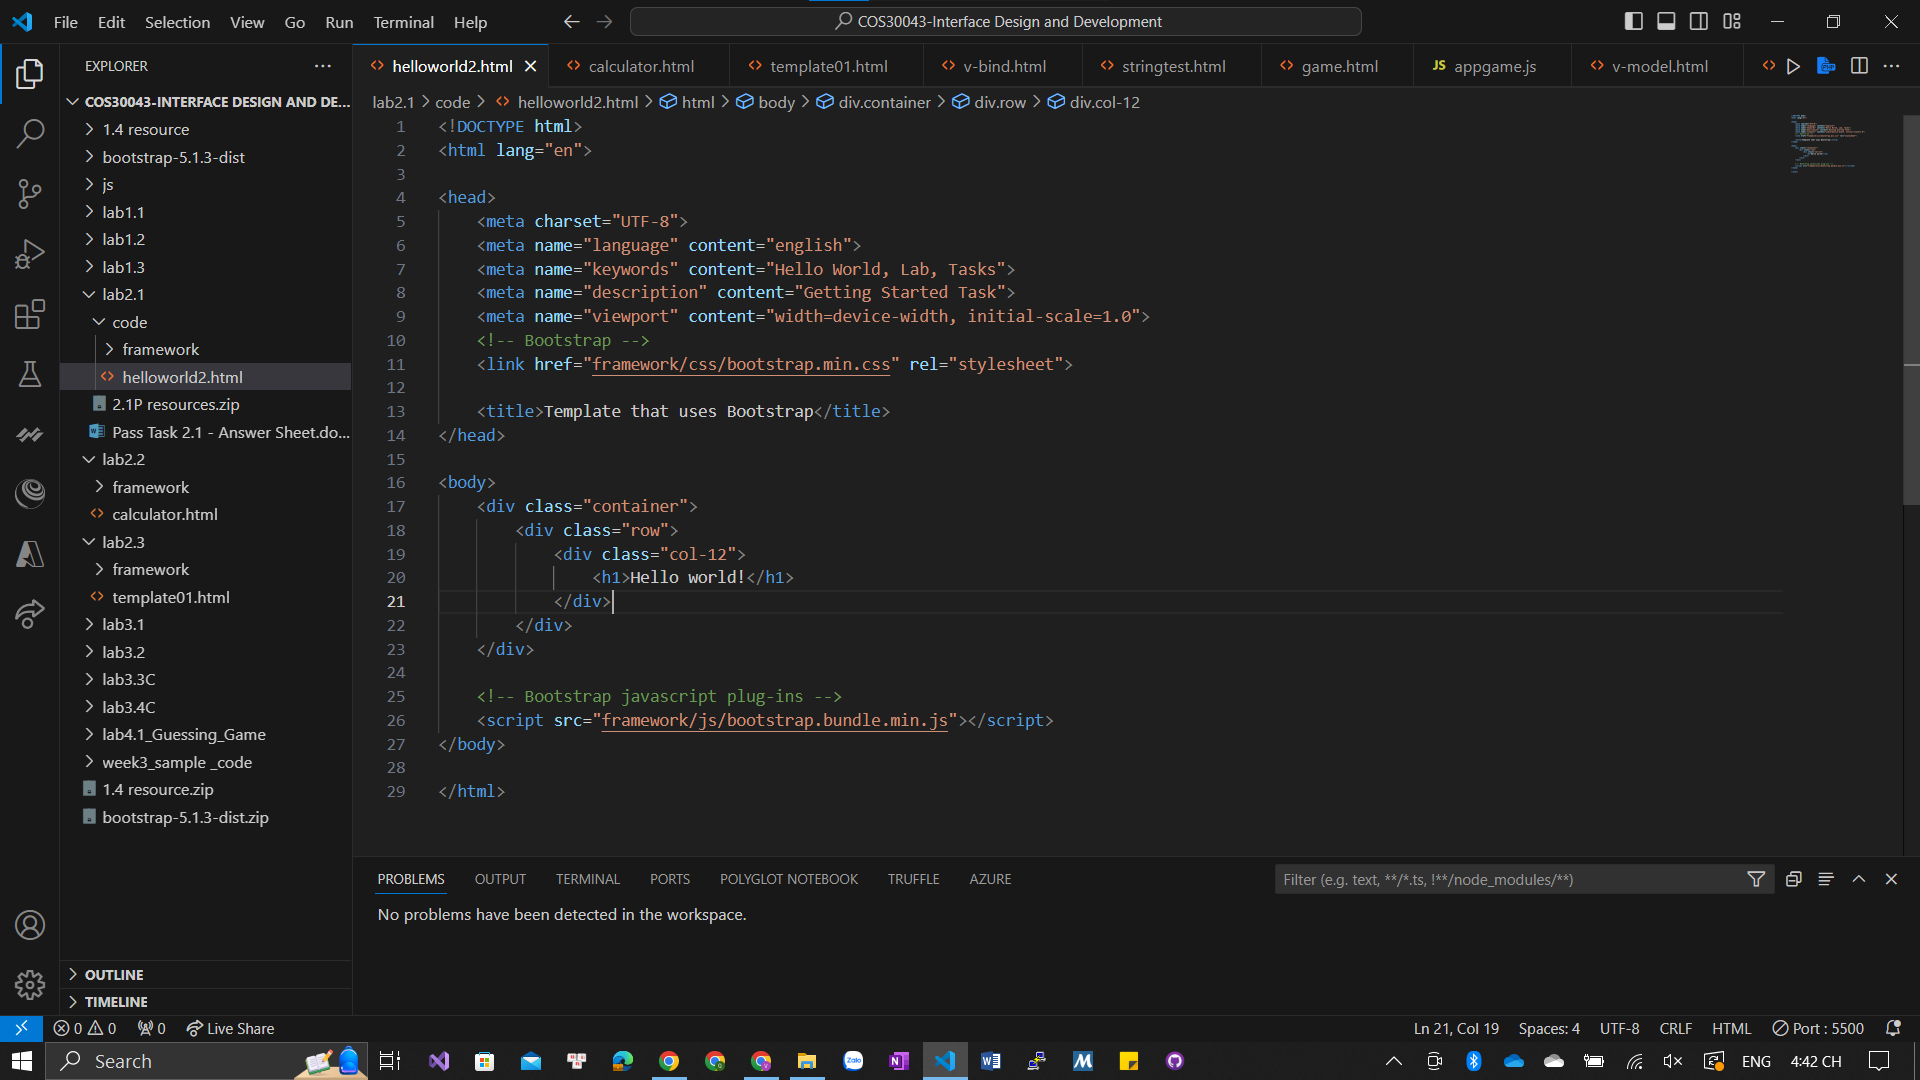 File Edit Selection View Go Run Terminal Help
COS30043-Interface Design and Development
EXPLORER
COS30043-INTERFACE DESIGN AND DE...
1.4 resource
bootstrap-5.1.3-dist
js
lab1.1
lab1.2
lab1.3
lab2.1
code
framework
helloworld2.html
2.1P resources.zip
Pass Task 2.1 - Answer Sheet.do...
lab2.2
framework
calculator.html
lab2.3
framework
template01.html
lab3.1
lab3.2
lab3.3C
lab3.4C
lab4.1_Guessing_Game
week3_sample _code
1.4 resource.zip
bootstrap-5.1.3-dist.zip
OUTLINE
TIMELINE
helloworld2.html calculator.html template01.html v-bind.html stringtest.html game.html JS appgame.js v-model.html
lab2.1 > code > helloworld2.html > html > body > div.container > div.row > div.col-12
1 <!DOCTYPE html>
2 <html lang="en">
3
4 <head>
5 <meta charset="UTF-8">
6 <meta name="language" content="english">
7 <meta name="keywords" content="Hello World, Lab, Tasks">
8 <meta name="description" content="Getting Started Task">
9 <meta name="viewport" content="width=device-width, initial-scale=1.0">
10 <!-- Bootstrap -->
11 <link href="framework/css/bootstrap.min.css" rel="stylesheet">
12
13 <title>Template that uses Bootstrap</title>
14 </head>
15
16 <body>
17 <div class="container">
18 <div class="row">
19 <div class="col-12">
20 <h1>Hello world!</h1>
21 </div>
22 </div>
23 </div>
24
25 <!-- Bootstrap javascript plug-ins -->
26 <script src="framework/js/bootstrap.bundle.min.js"></script>
27 </body>
28
29 </html>
PROBLEMS OUTPUT TERMINAL PORTS POLYGLOT NOTEBOOK TRUFFLE AZURE
Filter (e.g. text, **/*.ts, !**/node_modules/**)
No problems have been detected in the workspace.
0 0 0 Live Share
Ln 21, Col 19 Spaces: 4 UTF-8 CRLF HTML Port : 5500
Search
Zalo
ENG 4:42 CH